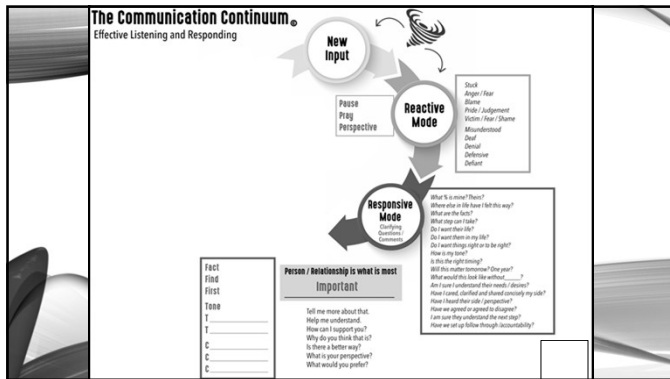 The Communication Continuum
Effective Listening and Responding
New
Input
Pause
Pray
Perspective
Reactive
Mode
Stuck
Anger / Fear
Blame
Pride / Judgement
Victim / Fear / Shame
Misunderstood
Deaf
Denial
Defensive
Defiant
Responsive
Mode
Clarifying
Questions /
Comments
What % is mine? Theirs?
Where else in life have I felt this way?
What are the facts?
What step can I take?
Do I want their life?
Do I want them in my life?
Do I want things right or to be right?
How is my tone?
Is this the right timing?
Will this matter tomorrow? One year?
What would this look like without_____?
Am I sure I understand their needs / desires?
Have I cared, clarified and shared concisely my side?
Have I heard their side / perspective?
Have we agreed or agreed to disagree?
I am sure they understand the next step?
Have we set up follow through /accountability?
Fact
Find
First
Tone
T
T
C
C
C
Person / Relationship is what is most
Important
Tell me more about that.
Help me understand.
How can I support you?
Why do you think that is?
Is there a better way?
What is your perspective?
What would you prefer?